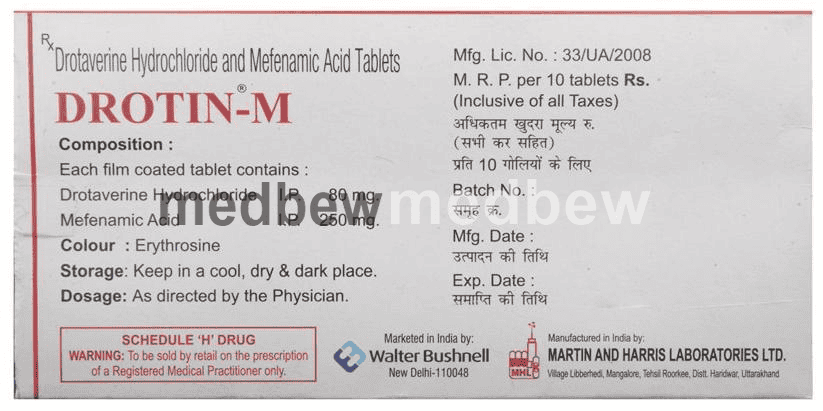 Rx
Drotaverine Hydrochloride and Mefenamic Acid Tablets
DROTIN®-M
Composition :
Each film coated tablet contains :
Drotaverine Hydrochloride I.P. 80 mg.
Mefenamic Acid I.P. 250 mg.
Colour : Erythrosine
Storage: Keep in a cool, dry & dark place.
Dosage: As directed by the Physician.
SCHEDULE ‘H’ DRUG
WARNING: To be sold by retail on the prescription
of a Registered Medical Practitioner only.
Mfg. Lic. No. : 33/UA/2008
M. R. P. per 10 tablets Rs.
(Inclusive of all Taxes)
अधिकतम खुदरा मूल्य रु.
(सभी कर सहित)
प्रति 10 गोलियों के लिए
Batch No. :
समूह क्र.
Mfg. Date :
उत्पादन की तिथि
Exp. Date :
समाप्ति की तिथि
medbew medbew
Marketed in India by:
Walter Bushnell
New Delhi-110048
MHL
Manufactured in India by:
MARTIN AND HARRIS LABORATORIES LTD.
Village Libberhedi, Mangalore, Tehsil Roorkee, Distt. Haridwar, Uttarakhand